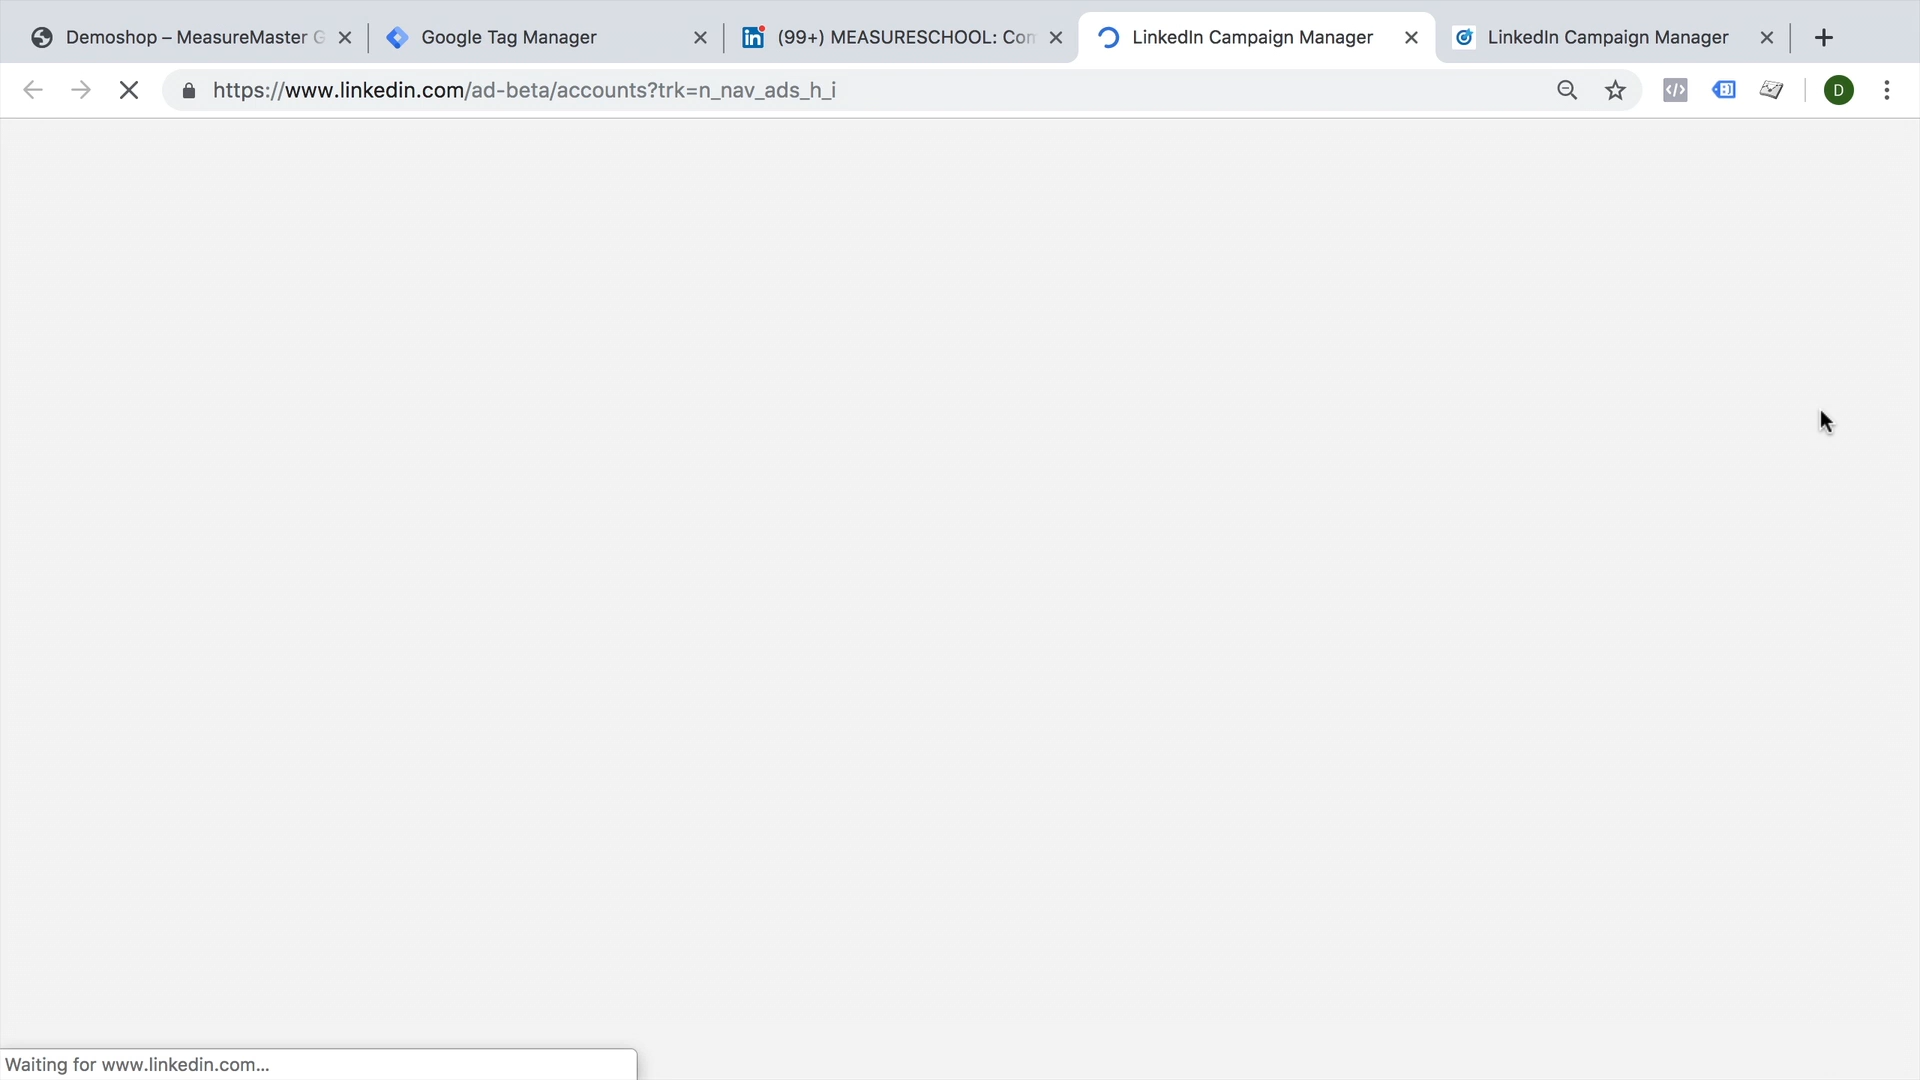 Demoshop – MeasureMaster G
Google Tag Manager
in (99+) MEASURESCHOOL: Con
LinkedIn Campaign Manager
LinkedIn Campaign Manager
https://www.linkedin.com/ad-beta/accounts?trk=n_nav_ads_h_i
D
Waiting for www.linkedin.com...